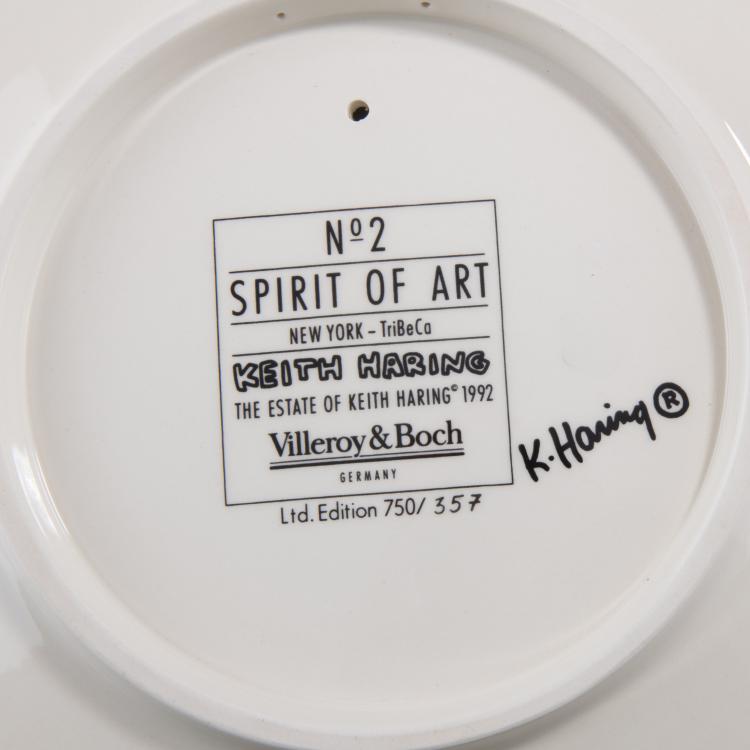 Nº2
SPIRIT OF ART
NEW YORK – TriBeCa
KEITH HARING
THE ESTATE OF KEITH HARING© 1992
Villeroy & Boch
GERMANY
Ltd. Edition 750/ 357
K. Haring ®